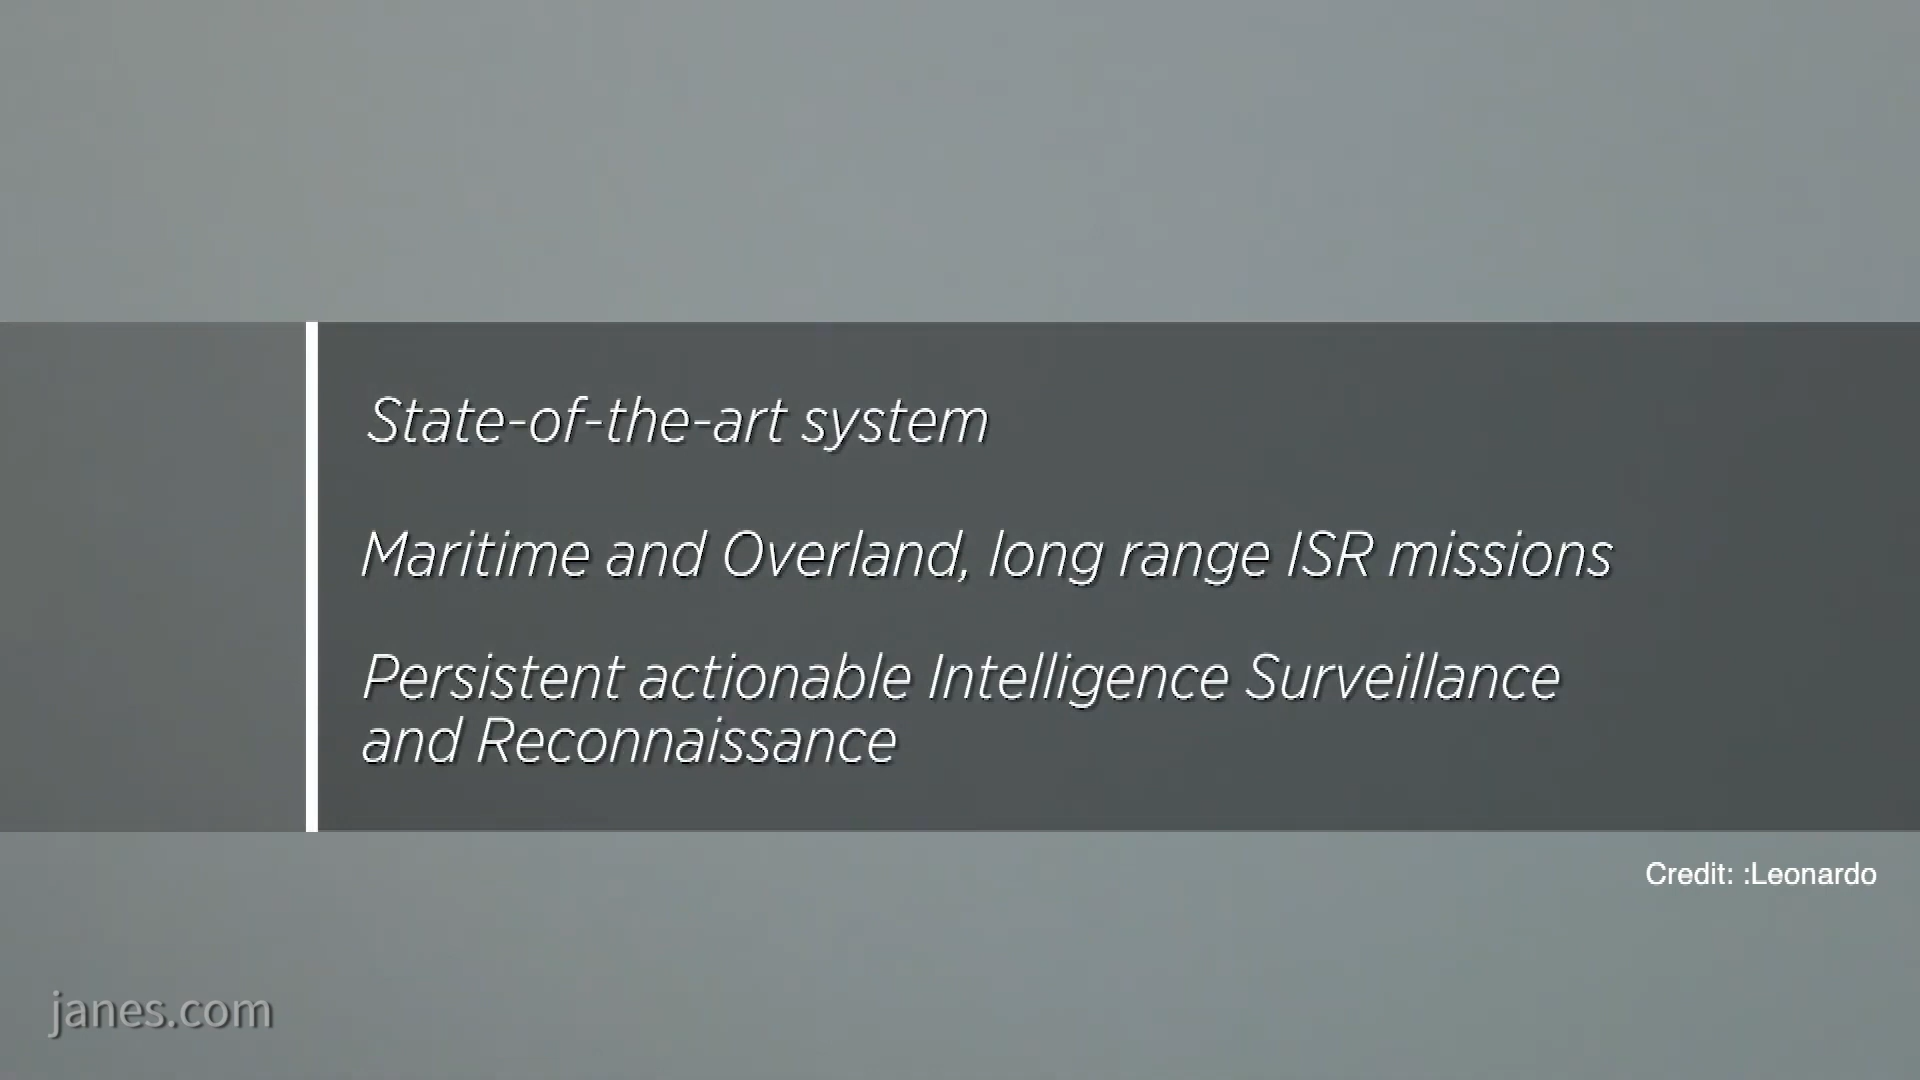 State-of-the-art system
Maritime and Overland, long range ISR missions
Persistent actionable Intelligence Surveillance
and Reconnaissance
Credit: :Leonardo
janes.com